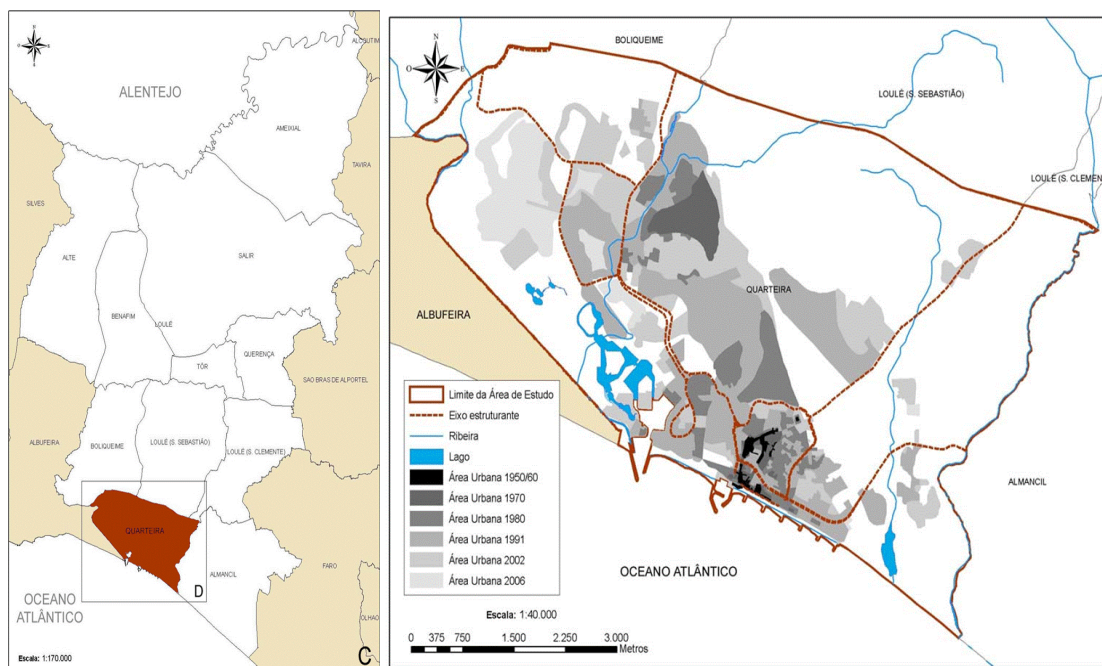 N
S
ALENTEJO
ALCOUTIM
AMEIXIAL
TAVIRA
SILVES
ALTE
SALIR
BENAFIM
LOULÉ
TÔR
QUERENÇA
SAO BRAS DE ALPORTEL
ALBUFEIRA
BOLIQUEIME
LOULÉ (S. SEBASTIÃO)
LOULÉ (S. CLEMENTE)
QUARTEIRA
ALMANCIL
FARO
D
OCEANO
ATLÂNTICO
OLHAO
Escala: 1:170.000
C
N
O
E
S
BOLIQUEIME
LOULÉ (S. SEBASTIÃO)
LOULÉ (S. CLEMENT
QUARTEIRA
ALBUFEIRA
ALMANCIL
OCEANO ATLÂNTICO
Limite da Área de Estudo
Eixo estruturante
Ribeira
Lago
Área Urbana 1950/60
Área Urbana 1970
Área Urbana 1980
Área Urbana 1991
Área Urbana 2002
Área Urbana 2006
Escala: 1:40.000
0 375 750 1.500 2.250 3.000
Metros